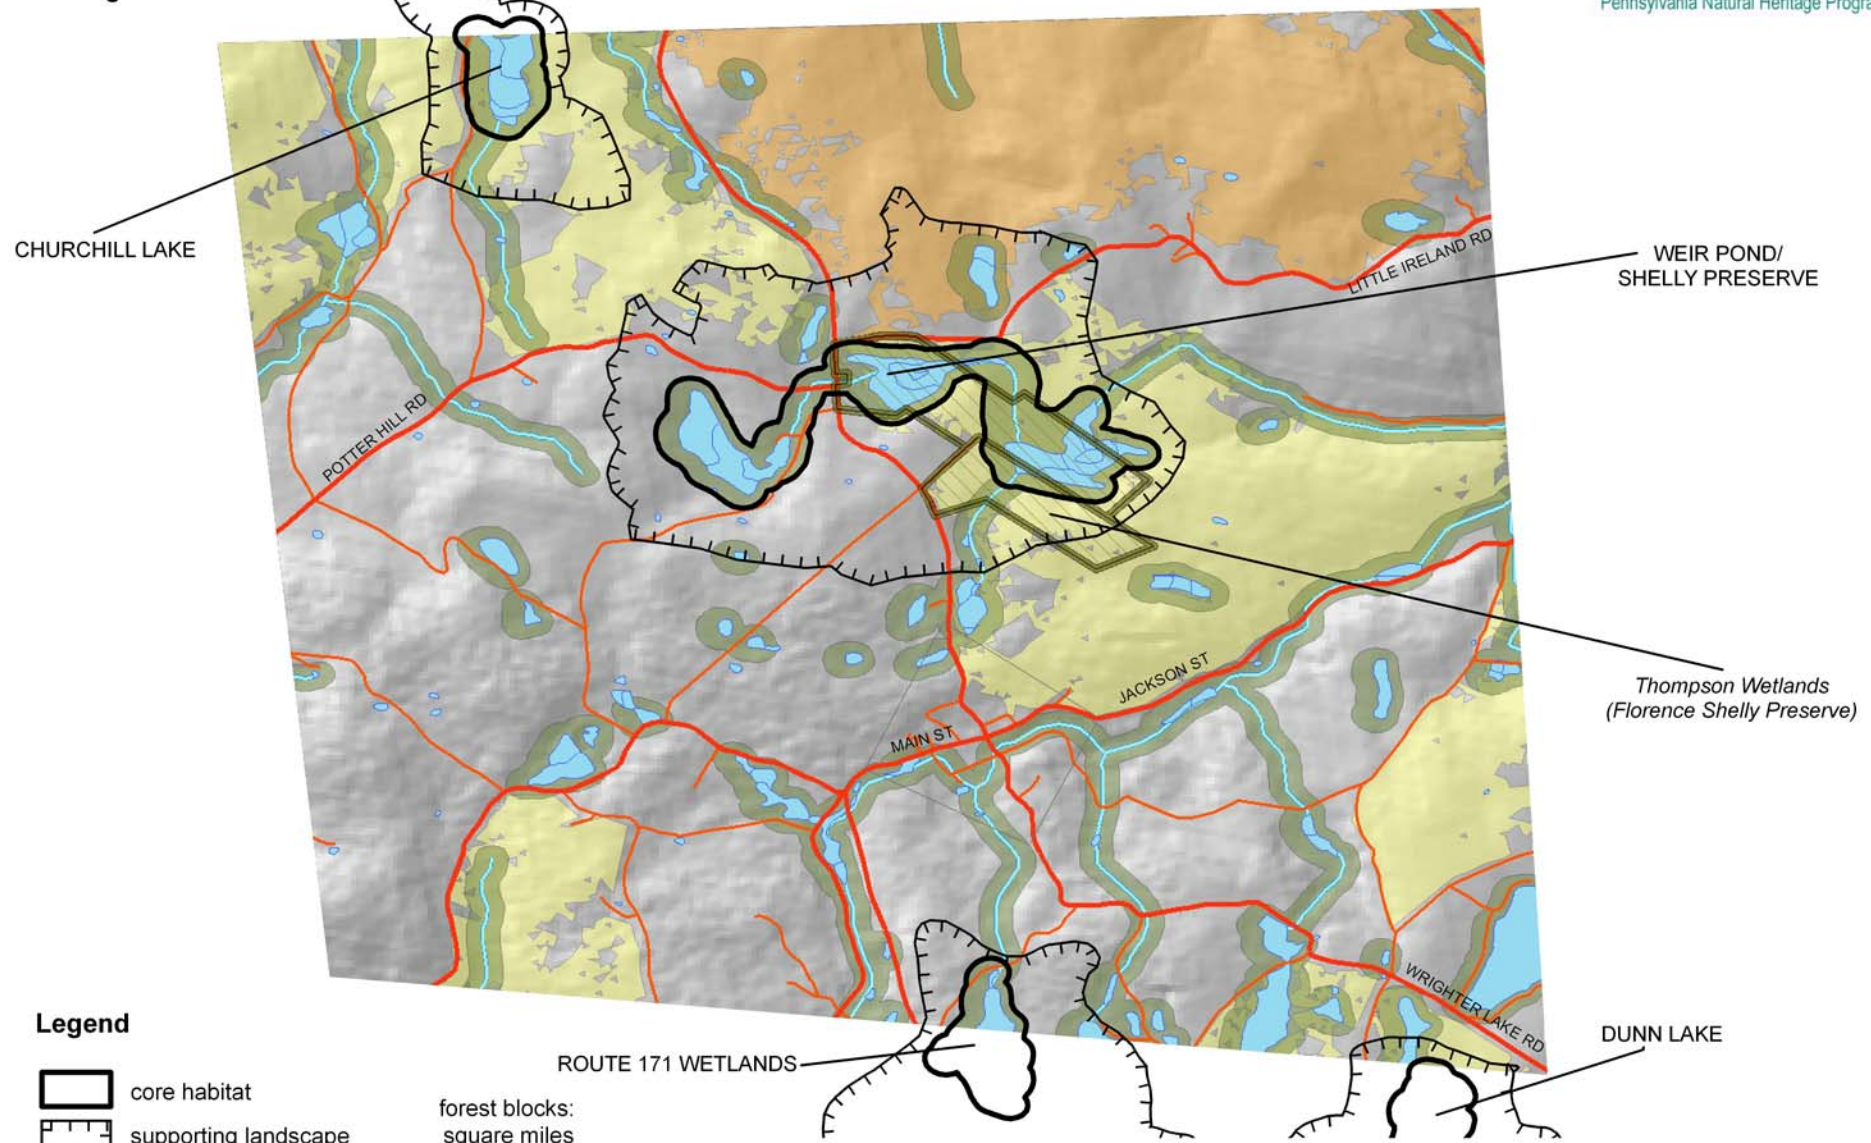 Pennsylvania Natural Heritage
CHURCHILL LAKE
WEIR POND/
SHELLY PRESERVE
LITTLE IRELAND RD
POTTER HILL RD
Thompson Wetlands
(Florence Shelly Preserve)
JACKSON ST
MAIN ST
WRIGHTER LAKE RD
DUNN LAKE
ROUTE 171 WETLANDS
Legend
core habitat
supporting landscape
forest blocks:
square miles